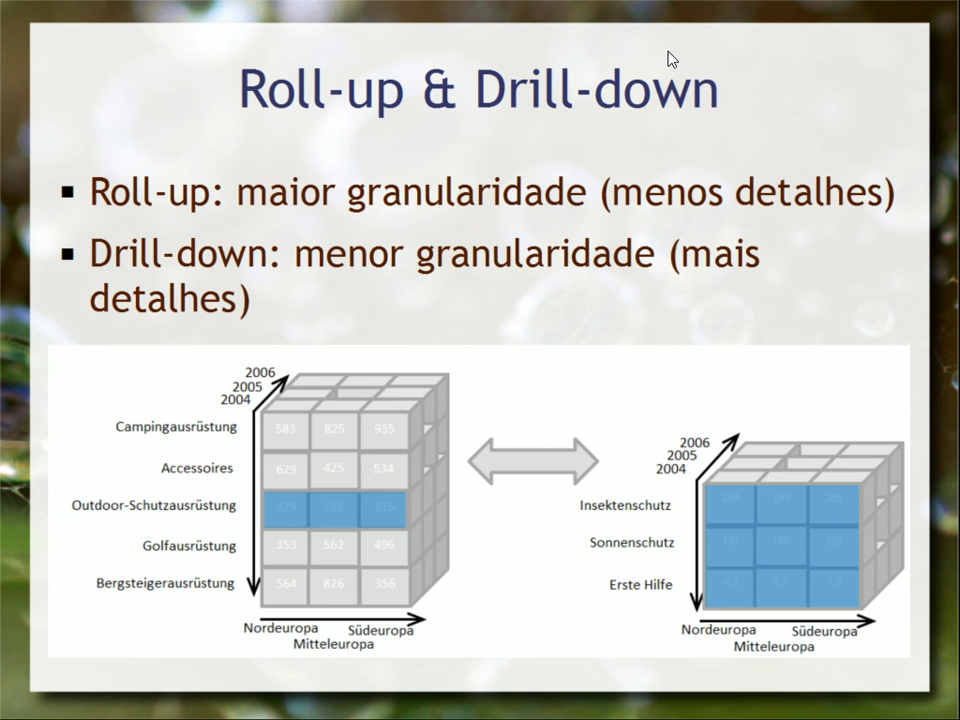 Roll-up & Drill-down
▪ Roll-up: maior granularidade (menos detalhes)
▪ Drill-down: menor granularidade (mais
detalhes)
2006
2005
2004
Campingausrüstung
583 825 935
Accessoires
629 425 534
Outdoor-Schutzausrüstung
339 315
Golfausrüstung
353 562 496
Bergsteigerausrüstung
564 826 356
Nordeuropa
Mitteleuropa
Südeuropa
2006
2005
2004
Insektenschutz
Sonnenschutz
Erste Hilfe
Nordeuropa
Mitteleuropa
Südeuropa